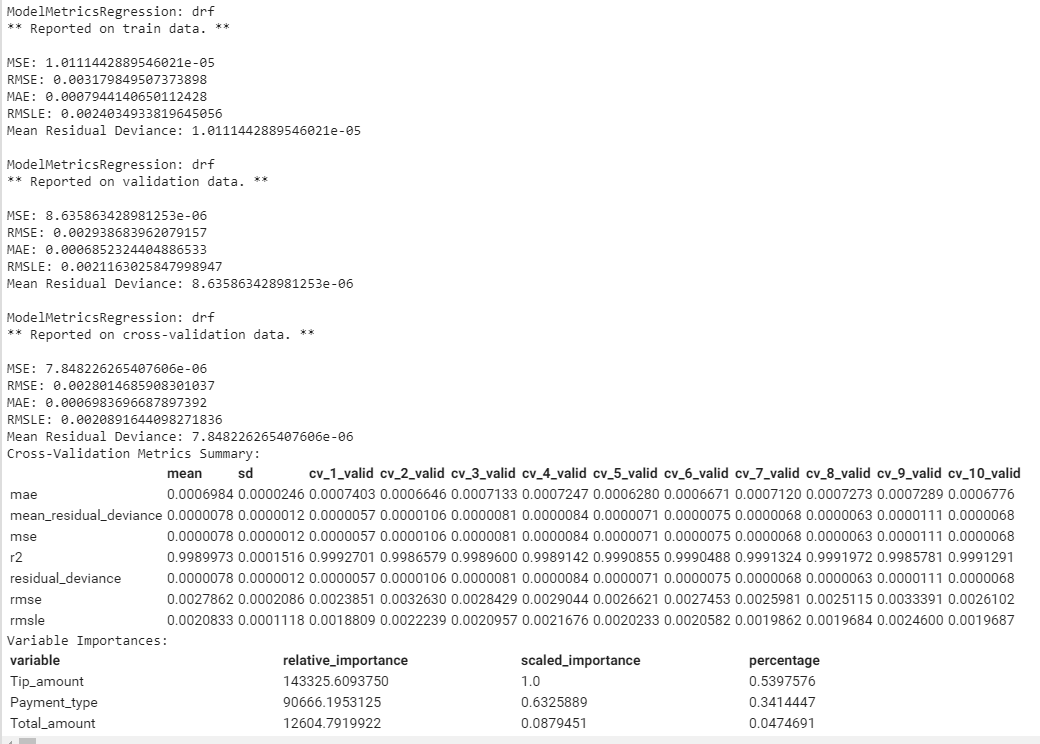 ModelMetricsRegression: drf
** Reported on train data. **
MSE: 1.0111442889546021e-05
RMSE: 0.003179849507373898
MAE: 0.0007944140650112428
RMSLE: 0.0024034933819645056
Mean Residual Deviance: 1.0111442889546021e-05
ModelMetricsRegression: drf
** Reported on validation data. **
MSE: 8.635863428981253e-06
RMSE: 0.002938683962079157
MAE: 0.0006852324404886533
RMSLE: 0.0021163025847998947
Mean Residual Deviance: 8.635863428981253e-06
ModelMetricsRegression: drf
** Reported on cross-validation data. **
MSE: 7.848226265407606e-06
RMSE: 0.0028014685908301037
MAE: 0.0006983696687897392
RMSLE: 0.0020891644098271836
Mean Residual Deviance: 7.848226265407606e-06
Cross-Validation Metrics Summary:
mean sd cv_1_valid cv_2_valid cv_3_valid cv_4_valid cv_5_valid cv_6_valid cv_7_valid cv_8_valid cv_9_valid cv_10_valid
mae 0.0006984 0.0000246 0.0007403 0.0006646 0.0007133 0.0007247 0.0006280 0.0006671 0.0007120 0.0007273 0.0007289 0.0006776
mean_residual_deviance 0.0000078 0.0000012 0.0000057 0.0000106 0.0000081 0.0000084 0.0000071 0.0000075 0.0000068 0.0000063 0.0000111 0.0000068
mse 0.0000078 0.0000012 0.0000057 0.0000106 0.0000081 0.0000084 0.0000071 0.0000075 0.0000068 0.0000063 0.0000111 0.0000068
r2 0.9989973 0.0001516 0.9992701 0.9986579 0.9989600 0.9989142 0.9990855 0.9990488 0.9991324 0.9991972 0.9985781 0.9991291
residual_deviance 0.0000078 0.0000012 0.0000057 0.0000106 0.0000081 0.0000084 0.0000071 0.0000075 0.0000068 0.0000063 0.0000111 0.0000068
rmse 0.0027862 0.0002086 0.0023851 0.0032630 0.0028429 0.0029044 0.0026621 0.0027453 0.0025981 0.0025115 0.0033391 0.0026102
rmsle 0.0020833 0.0001118 0.0018809 0.0022239 0.0020957 0.0021676 0.0020233 0.0020582 0.0019862 0.0019684 0.0024600 0.0019687
Variable Importances:
variable relative_importance scaled_importance percentage
Tip_amount 143325.6093750 1.0 0.5397576
Payment_type 90666.1953125 0.6325889 0.3414447
Total_amount 12604.7919922 0.0879451 0.0474691